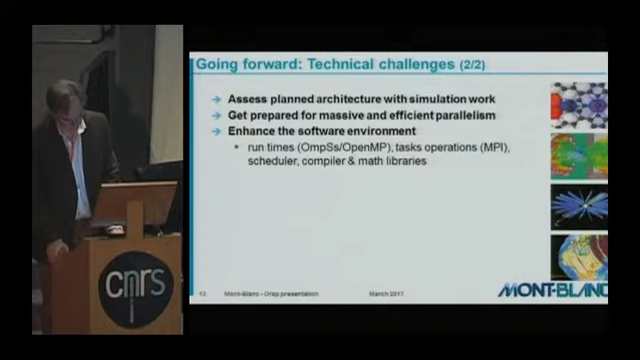 Going forward: Technical challenges (2/2)
Assess planned architecture with simulation work
Get prepared for massive and efficient parallelism
Enhance the software environment
run times (OmpSs/OpenMP), tasks operations (MPI),
scheduler, compiler & math libraries
cnrs
Mont-Blanc - Orap presentation
March 2017
MONT-BLANC